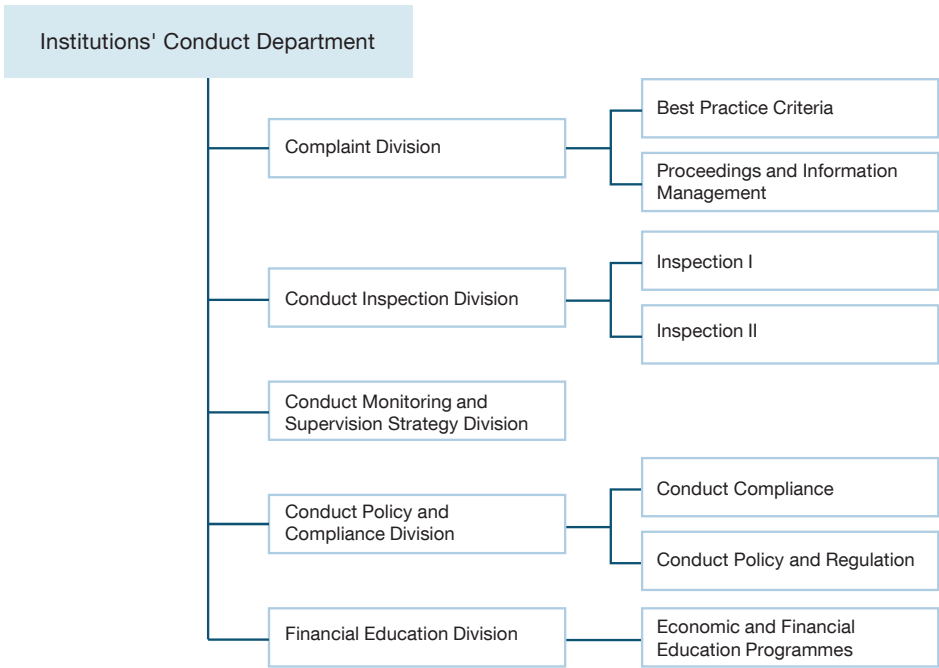 Institutions' Conduct Department
Complaint Division
Best Practice Criteria
Proceedings and Information
Management
Conduct Inspection Division
Inspection I
Inspection II
Conduct Monitoring and
Supervision Strategy Division
Conduct Policy and
Compliance Division
Conduct Compliance
Conduct Policy and Regulation
Financial Education Division
Economic and Financial
Education Programmes